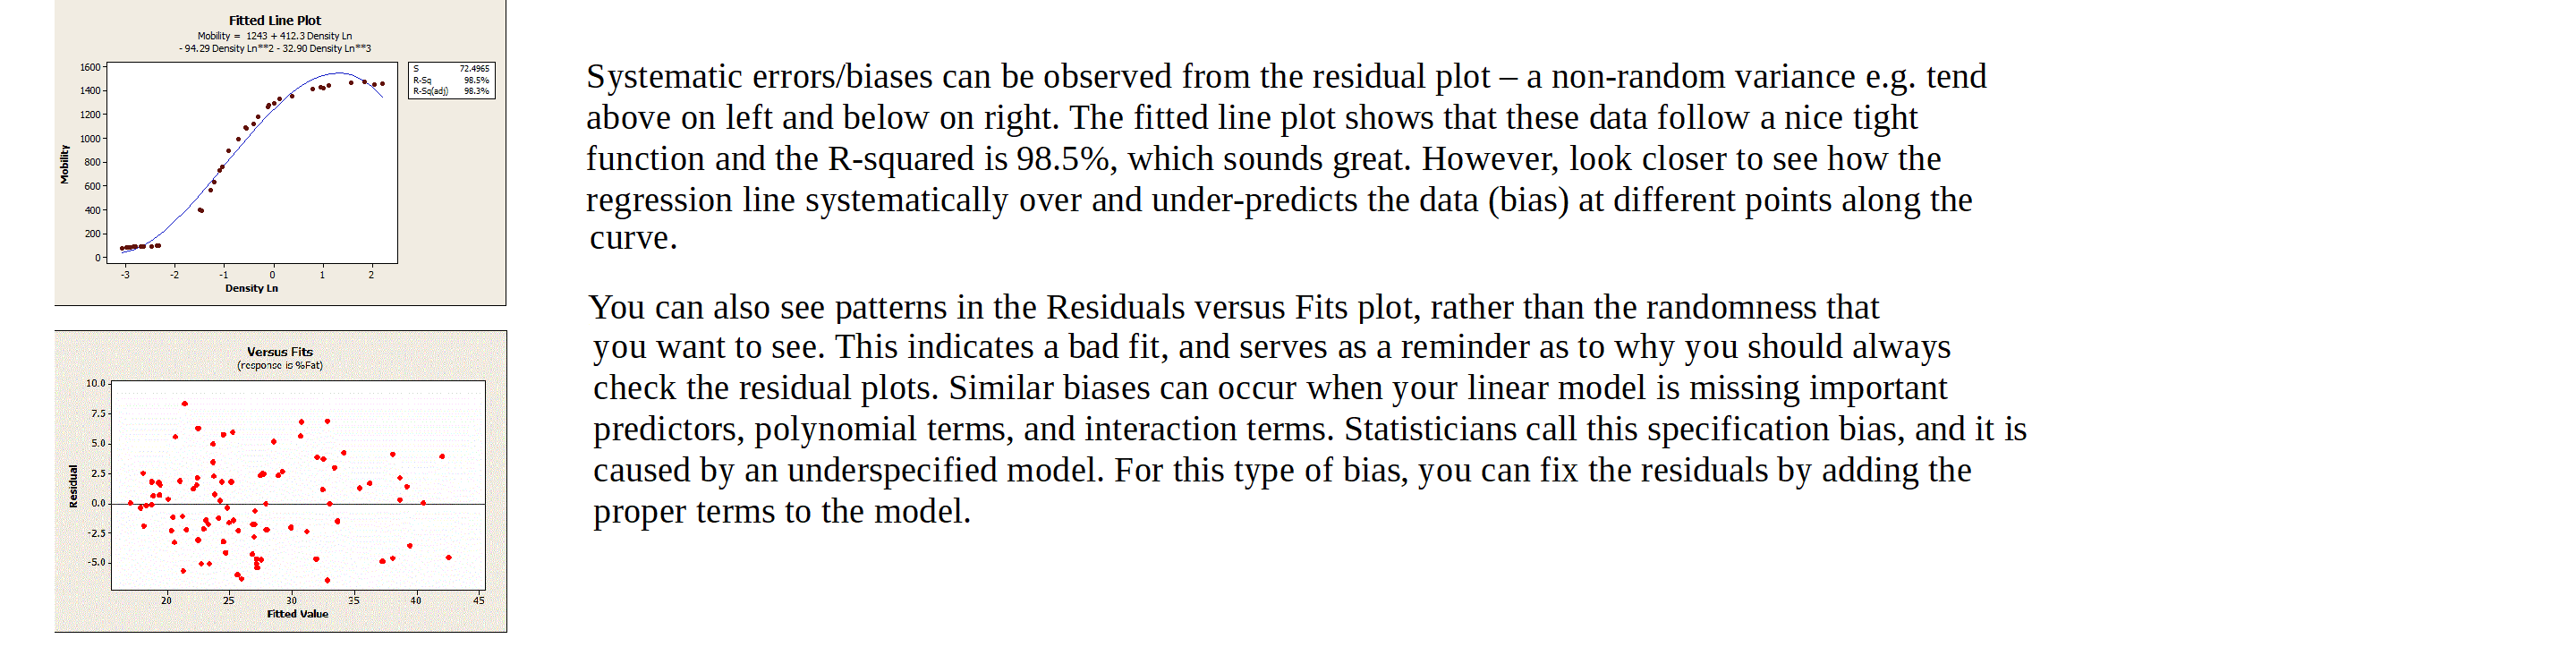 Fitted Line Plot
Mobility = 1243 + 412.3 Density Ln
- 94.29 Density Ln**2 - 32.90 Density Ln**3
S 72.4965
R-Sq 98.5%
R-Sq(adj) 98.3%
1600
1400
1200
1000
800
600
400
200
0
Mobility
-3 -2 -1 0 1 2
Density Ln
Versus Fits
(response is %Fat)
10.0
7.5
5.0
2.5
0.0
-2.5
-5.0
Residual
20 25 30 35 40 45
Fitted Value
Systematic errors/biases can be observed from the residual plot – a non-random variance e.g. tend
above on left and below on right. The fitted line plot shows that these data follow a nice tight
function and the R-squared is 98.5%, which sounds great. However, look closer to see how the
regression line systematically over and under-predicts the data (bias) at different points along the
curve.
You can also see patterns in the Residuals versus Fits plot, rather than the randomness that
you want to see. This indicates a bad fit, and serves as a reminder as to why you should always
check the residual plots. Similar biases can occur when your linear model is missing important
predictors, polynomial terms, and interaction terms. Statisticians call this specification bias, and it is
caused by an underspecified model. For this type of bias, you can fix the residuals by adding the
proper terms to the model.